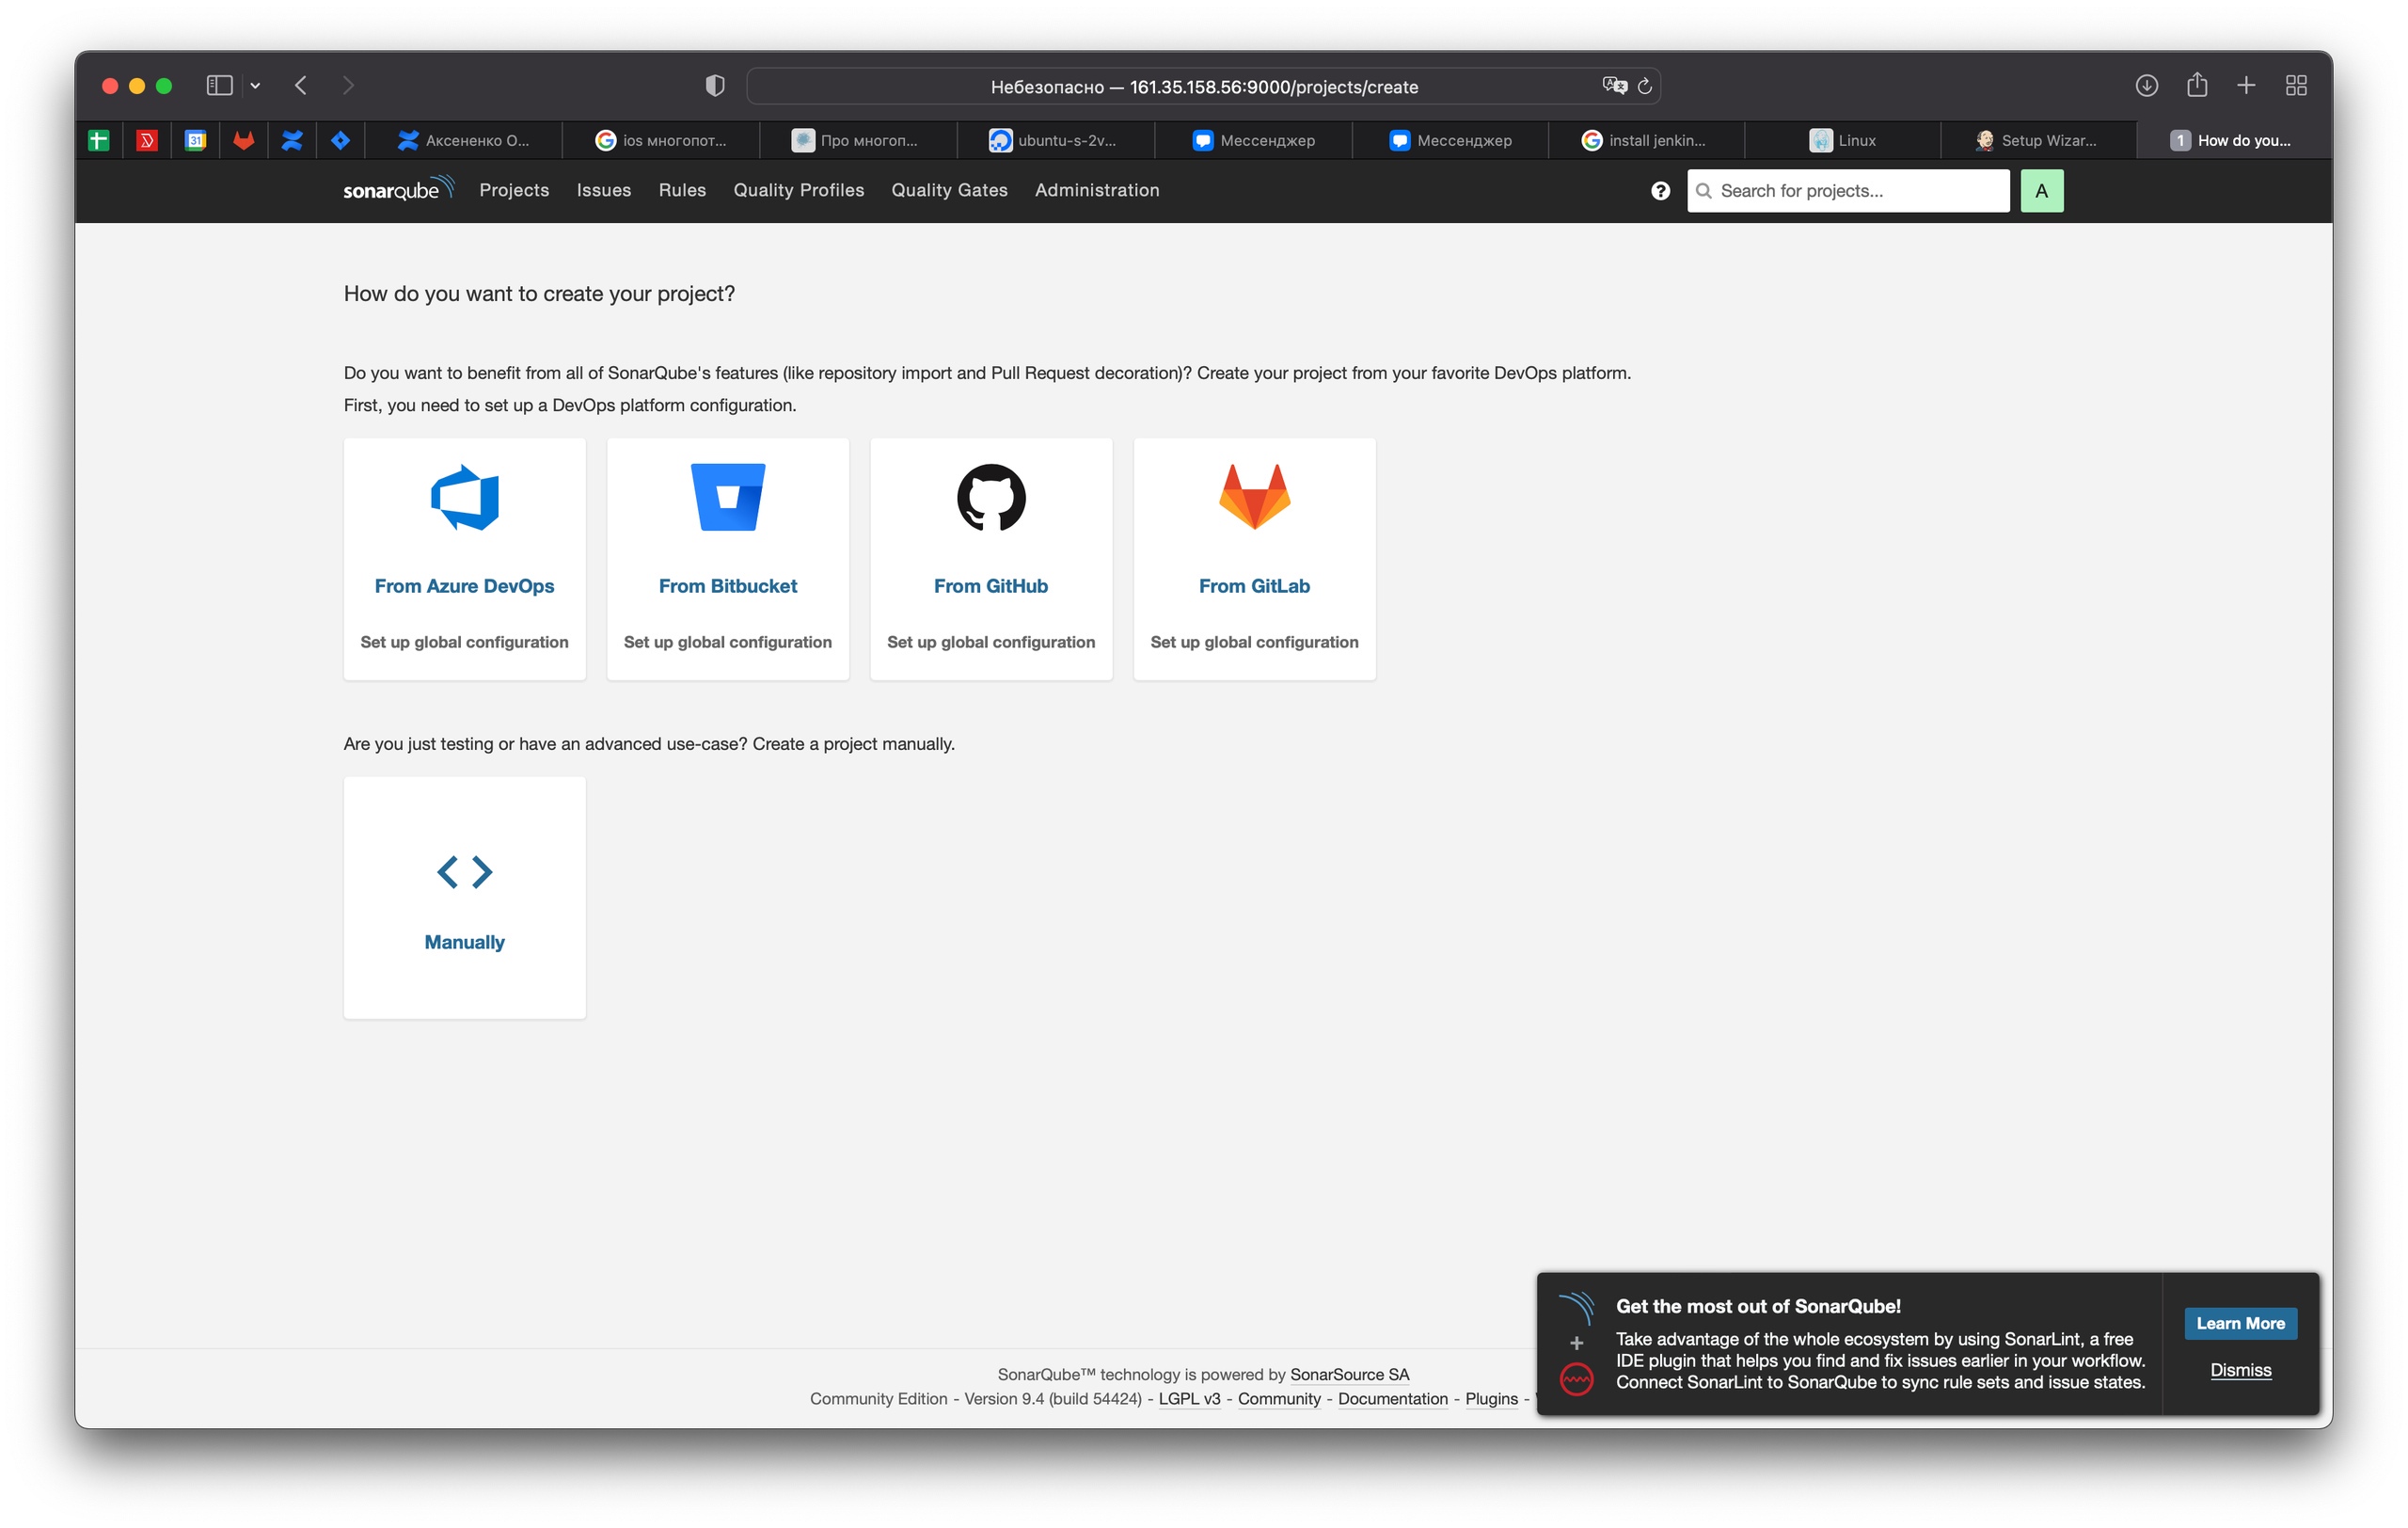 Небезопасно — 161.35.158.56:9000/projects/create
31
Аксененко О...
ios многопот...
Про многоп...
ubuntu-s-2v...
Мессенджер
Мессенджер
install jenkin...
Linux
Setup Wizar...
1 How do you...
sonarqube Projects Issues Rules Quality Profiles Quality Gates Administration
? Search for projects... A
How do you want to create your project?
Do you want to benefit from all of SonarQube's features (like repository import and Pull Request decoration)? Create your project from your favorite DevOps platform.
First, you need to set up a DevOps platform configuration.
From Azure DevOps
Set up global configuration
From Bitbucket
Set up global configuration
From GitHub
Set up global configuration
From GitLab
Set up global configuration
Are you just testing or have an advanced use-case? Create a project manually.
Manually
Get the most out of SonarQube!
Take advantage of the whole ecosystem by using SonarLint, a free
IDE plugin that helps you find and fix issues earlier in your workflow.
Connect SonarLint to SonarQube to sync rule sets and issue states.
Learn More
Dismiss
SonarQube™ technology is powered by SonarSource SA
Community Edition - Version 9.4 (build 54424) - LGPL v3 - Community - Documentation - Plugins -